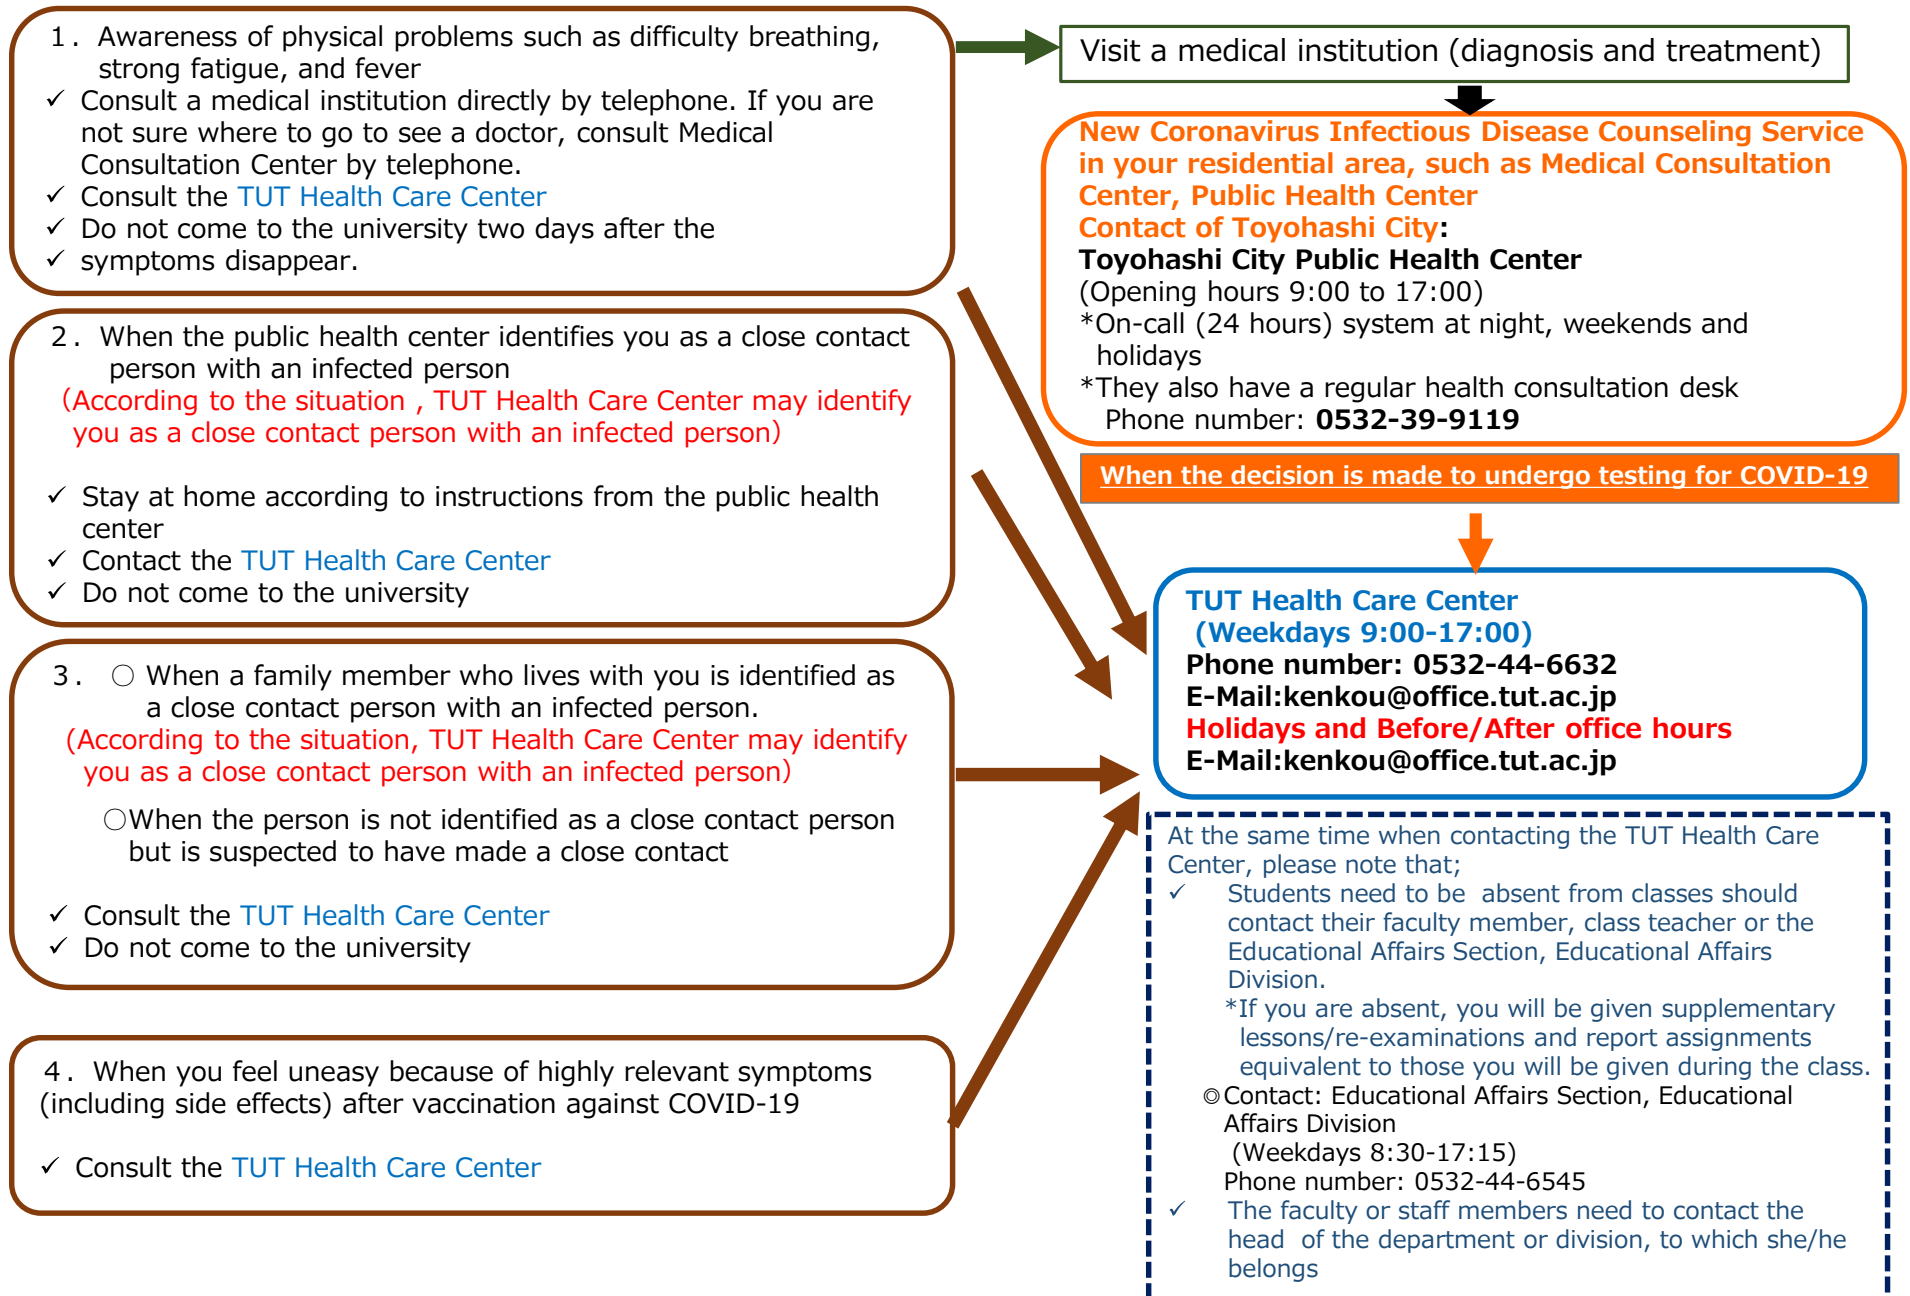 1．Awareness of physical problems such as difficulty breathing,
strong fatigue, and fever
✓ Consult a medical institution directly by telephone. If you are
not sure where to go to see a doctor, consult Medical
Consultation Center by telephone.
✓ Consult the TUT Health Care Center
✓ Do not come to the university two days after the
✓ symptoms disappear.
2．When the public health center identifies you as a close contact
person with an infected person
（According to the situation , TUT Health Care Center may identify
you as a close contact person with an infected person）
✓ Stay at home according to instructions from the public health
center
✓ Contact the TUT Health Care Center
✓ Do not come to the university
3．○ When a family member who lives with you is identified as
a close contact person with an infected person.
(According to the situation, TUT Health Care Center may identify
you as a close contact person with an infected person）
○When the person is not identified as a close contact person
but is suspected to have made a close contact
✓ Consult the TUT Health Care Center
✓ Do not come to the university
4．When you feel uneasy because of highly relevant symptoms
(including side effects) after vaccination against COVID-19
✓ Consult the TUT Health Care Center
Visit a medical institution (diagnosis and treatment)
New Coronavirus Infectious Disease Counseling Service
in your residential area, such as Medical Consultation
Center, Public Health Center
Contact of Toyohashi City:
Toyohashi City Public Health Center
(Opening hours 9:00 to 17:00)
*On-call (24 hours) system at night, weekends and
holidays
*They also have a regular health consultation desk
Phone number: 0532-39-9119
When the decision is made to undergo testing for COVID-19
TUT Health Care Center
(Weekdays 9:00-17:00)
Phone number: 0532-44-6632
E-Mail:kenkou@office.tut.ac.jp
Holidays and Before/After office hours
E-Mail:kenkou@office.tut.ac.jp
At the same time when contacting the TUT Health Care
Center, please note that;
✓ Students need to be absent from classes should
contact their faculty member, class teacher or the
Educational Affairs Section, Educational Affairs
Division.
*If you are absent, you will be given supplementary
lessons/re-examinations and report assignments
equivalent to those you will be given during the class.
◎Contact: Educational Affairs Section, Educational
Affairs Division
(Weekdays 8:30-17:15)
Phone number: 0532-44-6545
✓ The faculty or staff members need to contact the
head of the department or division, to which she/he
belongs